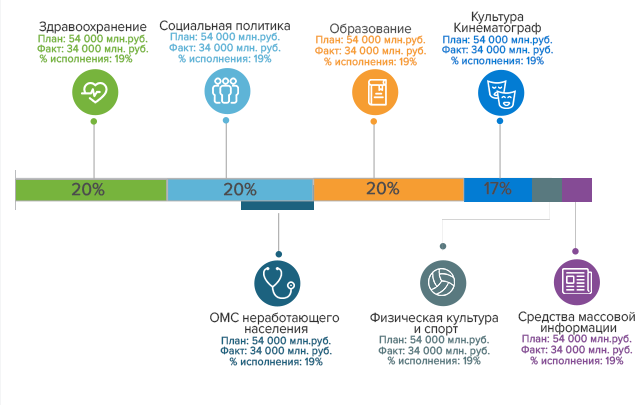 Здравоохранение
План: 54 000 млн.руб.
Факт: 34 000 млн. руб.
% исполнения: 19%
Социальная политика
План: 54 000 млн.руб.
Факт: 34 000 млн. руб.
% исполнения: 19%
Образование
План: 54 000 млн.руб.
Факт: 34 000 млн. руб.
% исполнения: 19%
Культура
Кинематограф
План: 54 000 млн.руб.
Факт: 34 000 млн. руб.
% исполнения: 19%
20%
20%
20%
17%
ОМС неработающего
населения
План: 54 000 млн.руб.
Факт: 34 000 млн. руб.
% исполнения: 19%
Физическая культура
и спорт
План: 54 000 млн.руб.
Факт: 34 000 млн. руб.
% исполнения: 19%
Средства массовой
информации
План: 54 000 млн.руб.
Факт: 34 000 млн. руб.
% исполнения: 19%